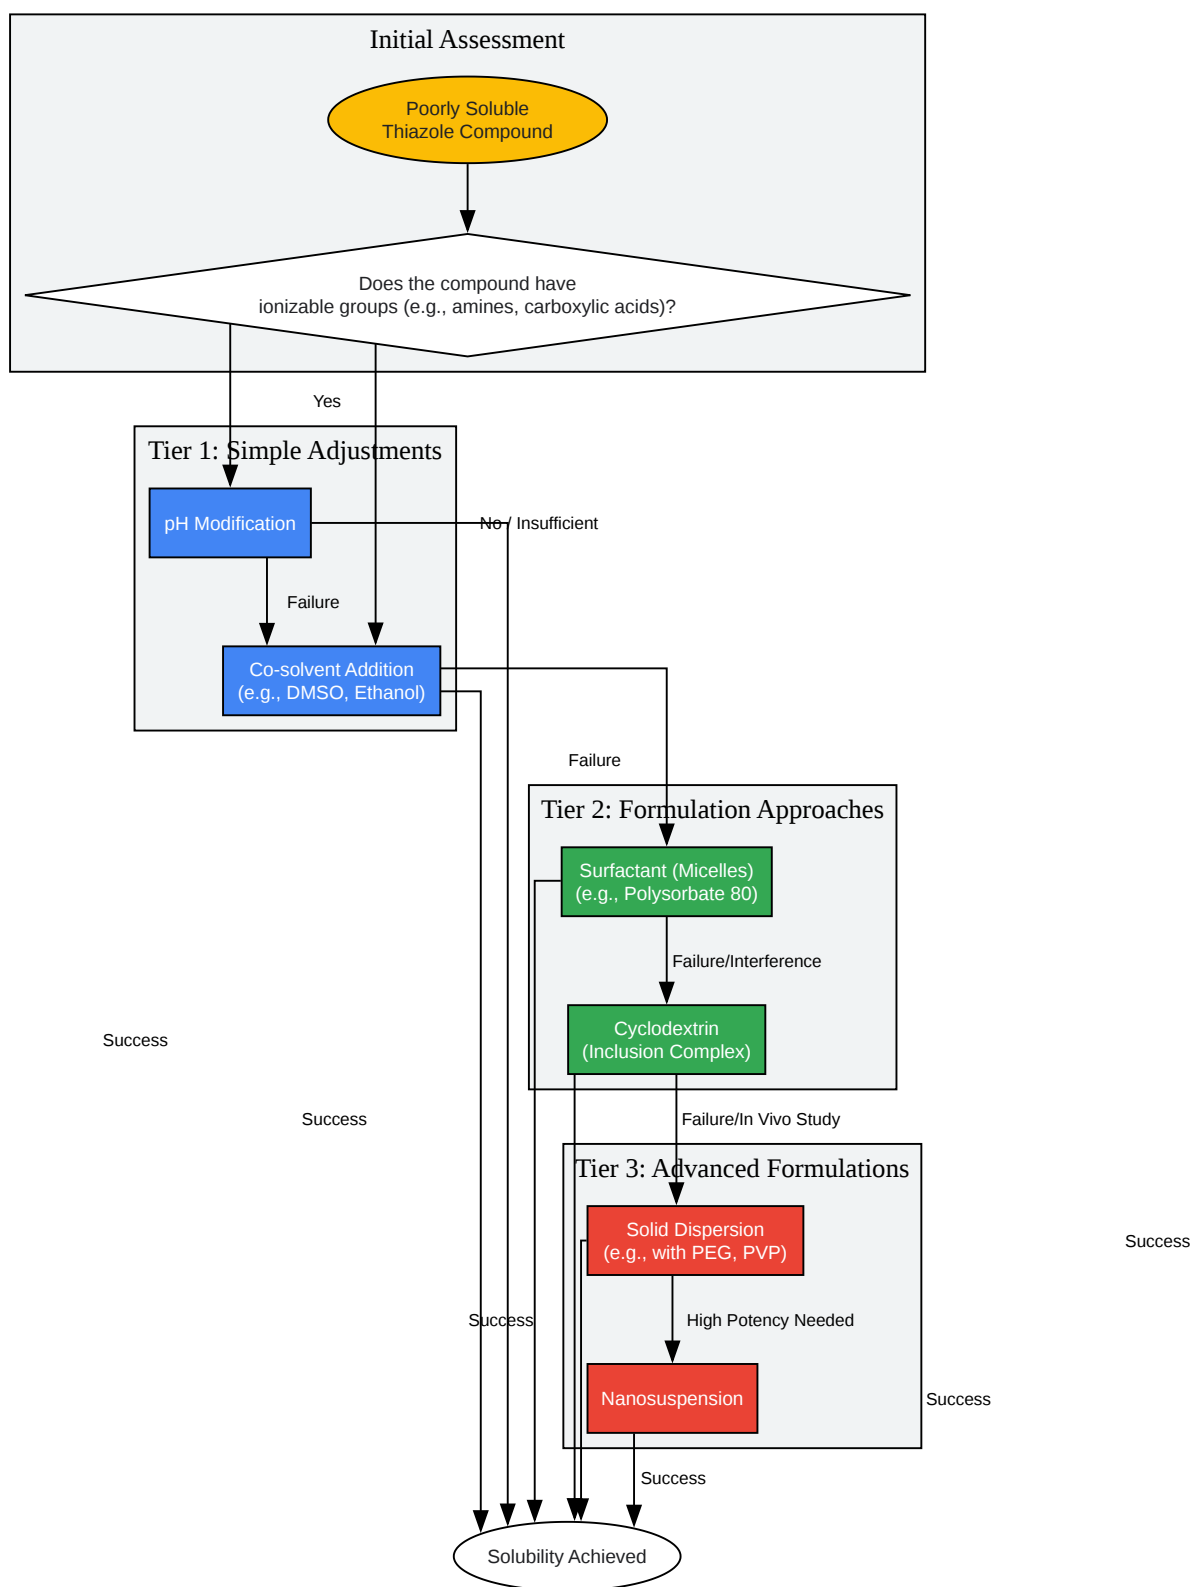 Initial Assessment
Poorly Soluble
Thiazole Compound
Does the compound have
ionizable groups (e.g., amines, carboxylic acids)?
Yes
Tier 1: Simple Adjustments
pH Modification
No / Insufficient
Failure
Co-solvent Addition
(e.g., DMSO, Ethanol)
Failure
Tier 2: Formulation Approaches
Surfactant (Micelles)
(e.g., Polysorbate 80)
Failure/Interference
Cyclodextrin
(Inclusion Complex)
Success
Success
Failure/In Vivo Study
Tier 3: Advanced Formulations
Solid Dispersion
(e.g., with PEG, PVP)
Success
Success
High Potency Needed
Nanosuspension
Success
Success
Solubility Achieved